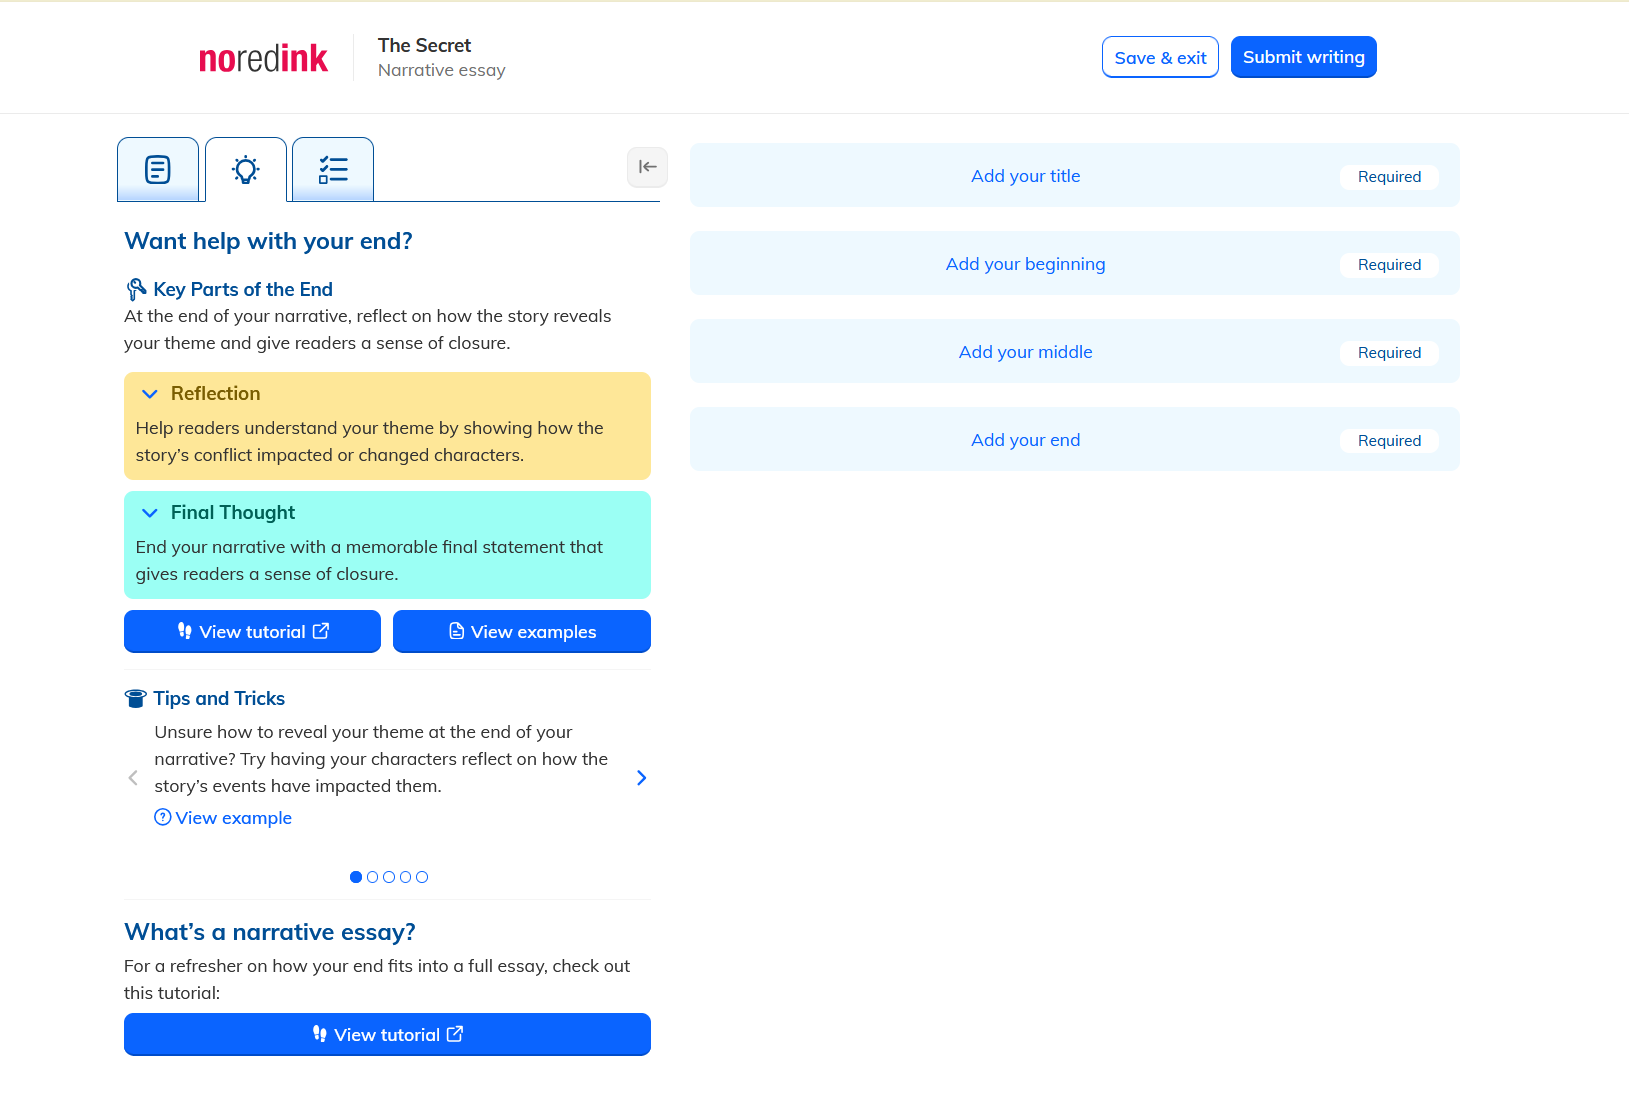 noredink
The Secret
Narrative essay
Save & exit
Submit writing
Want help with your end?
Key Parts of the End
At the end of your narrative, reflect on how the story reveals
your theme and give readers a sense of closure.
Reflection
Help readers understand your theme by showing how the
story’s conflict impacted or changed characters.
Final Thought
End your narrative with a memorable final statement that
gives readers a sense of closure.
View tutorial
View examples
Tips and Tricks
Unsure how to reveal your theme at the end of your
narrative? Try having your characters reflect on how the
story’s events have impacted them.
View example
What’s a narrative essay?
For a refresher on how your end fits into a full essay, check out
this tutorial:
View tutorial
Add your title
Required
Add your beginning
Required
Add your middle
Required
Add your end
Required